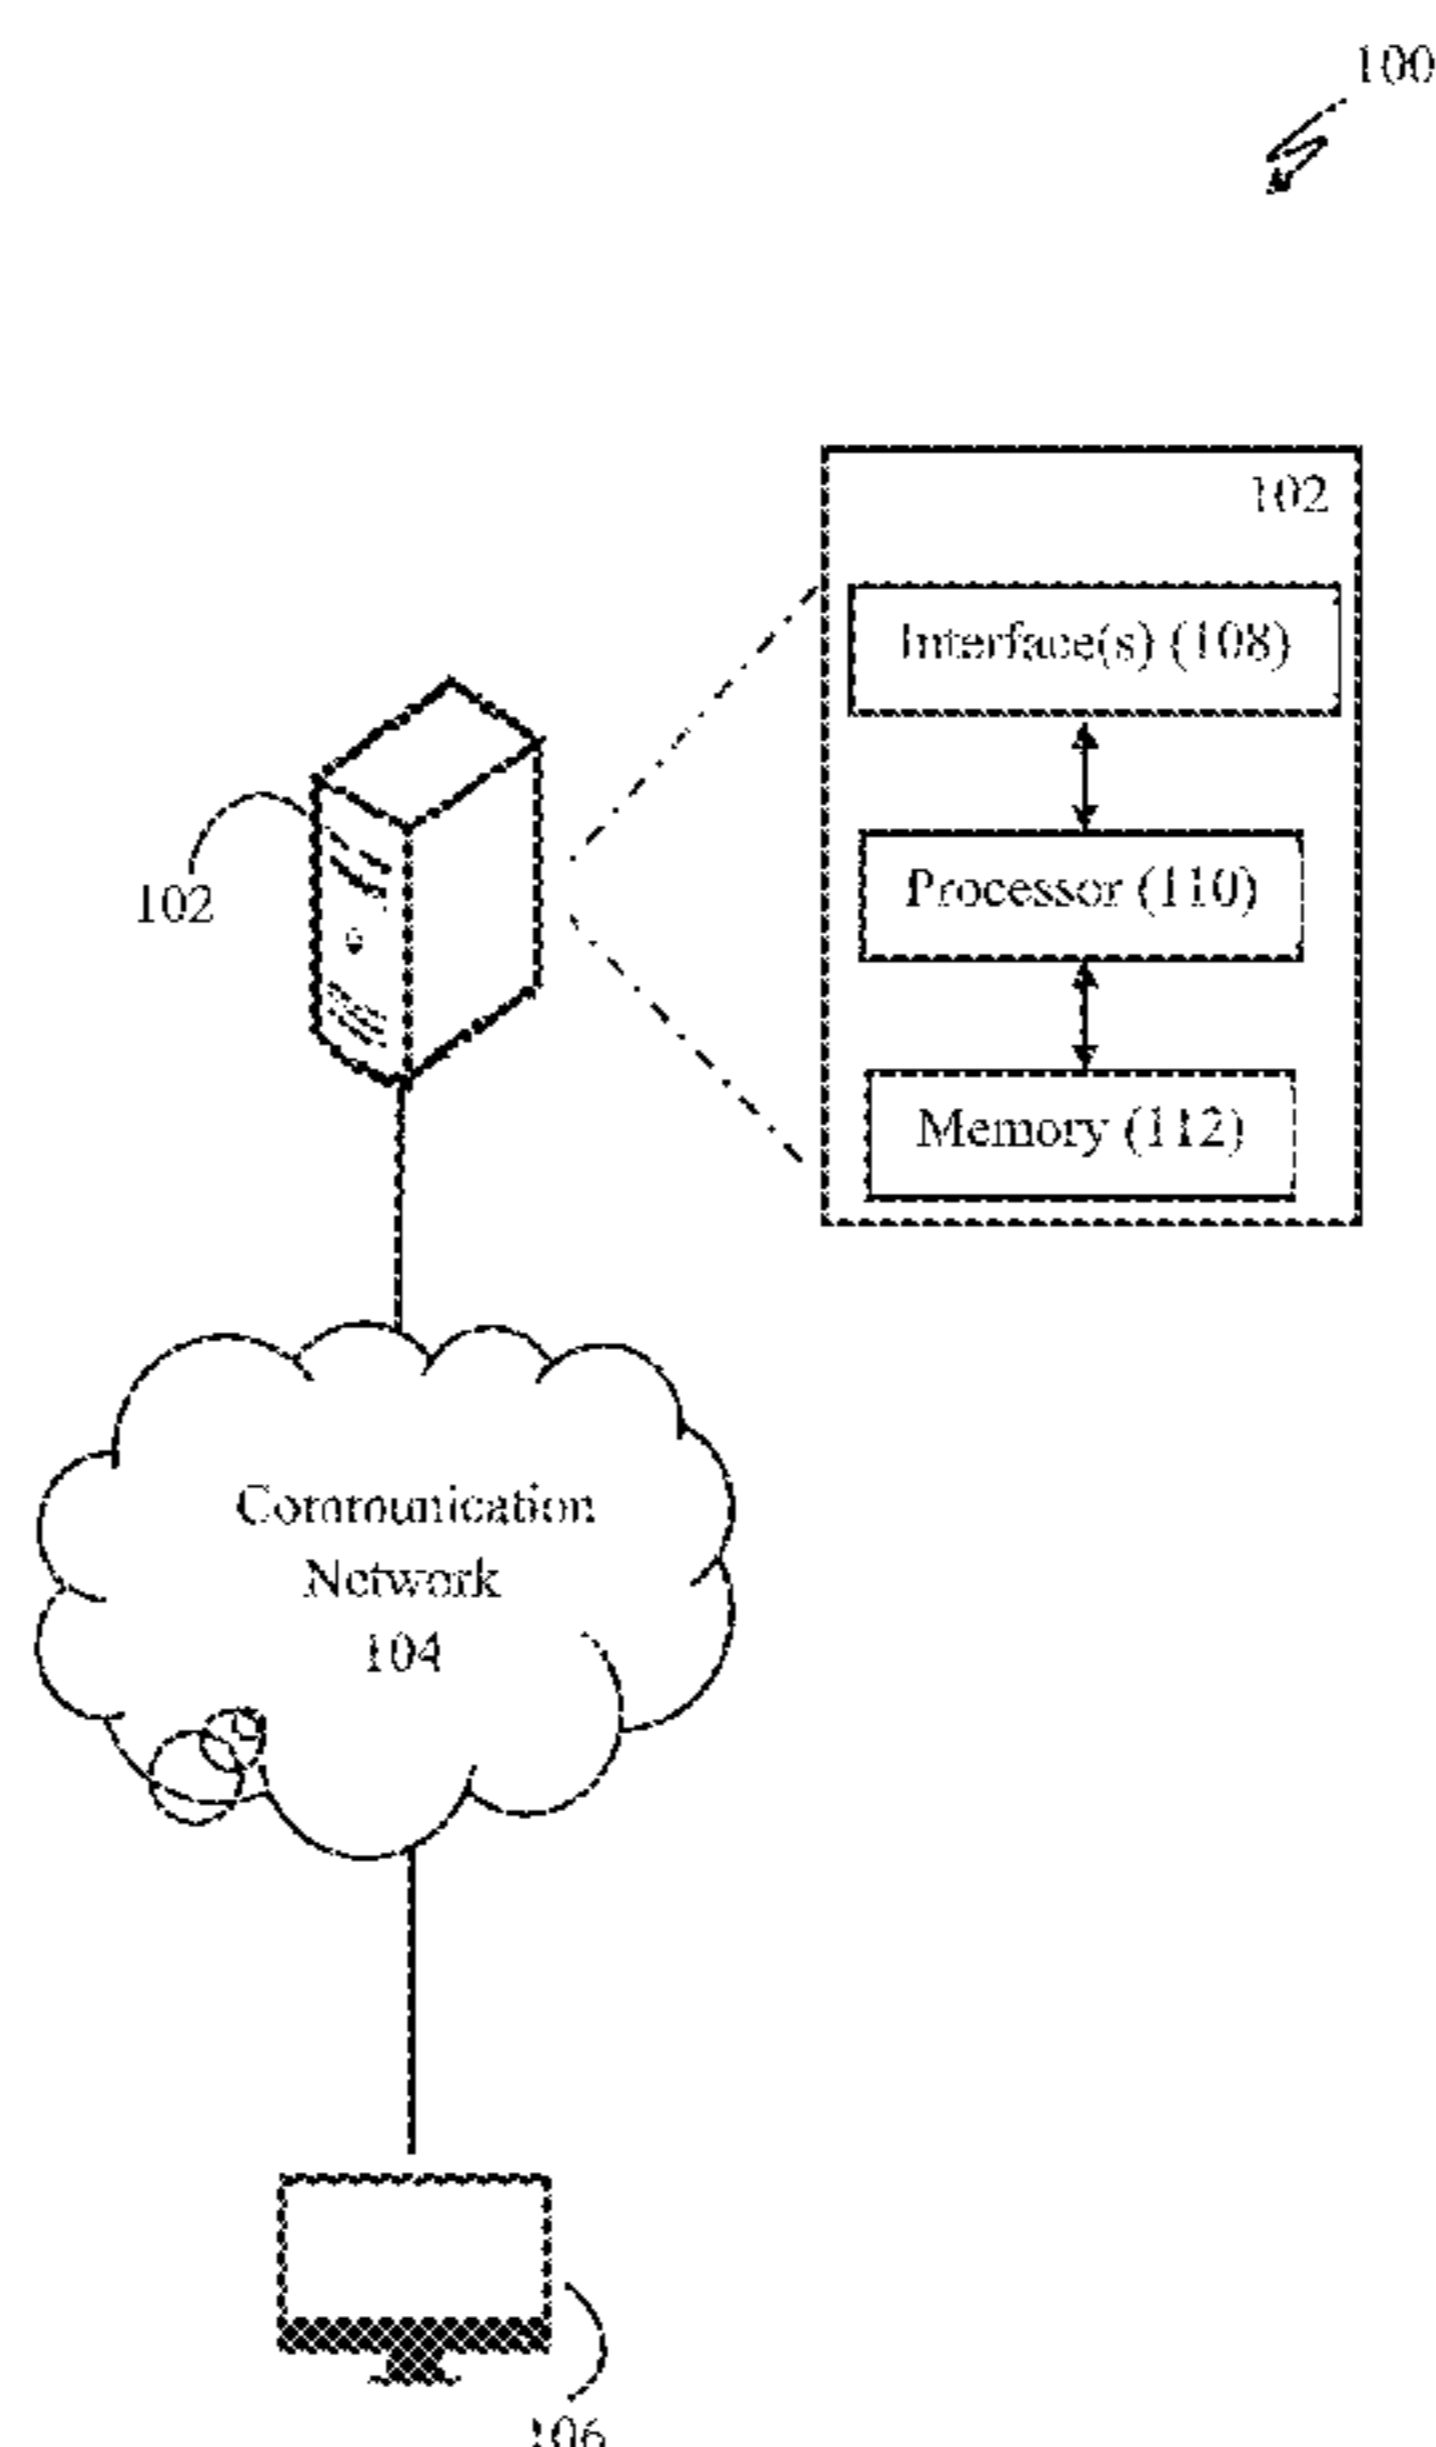 100
102
Interface(s) (108)
Processor (110)
102
Memory (112)
Communication
Network
104
106